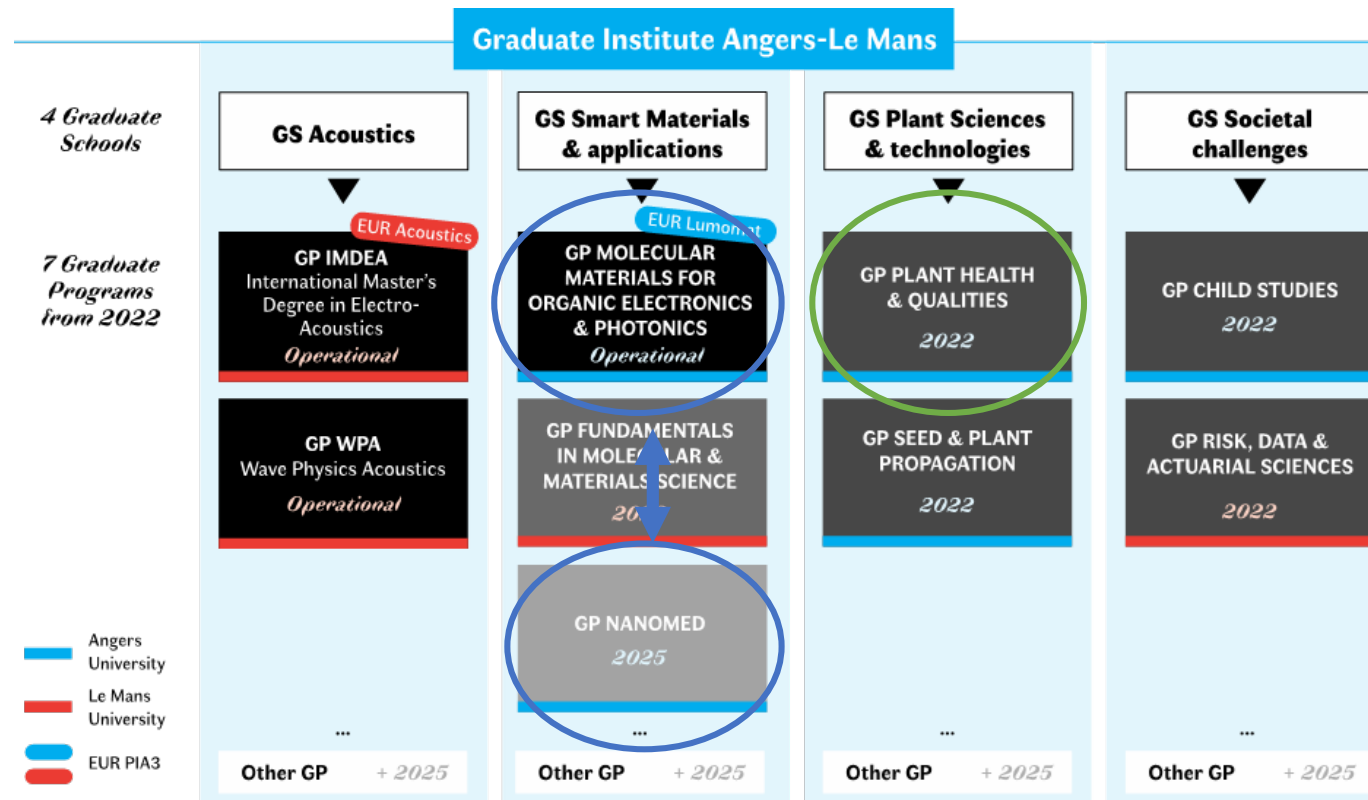 Graduate Institute Angers-Le Mans
4 Graduate
Schools
GS Acoustics
GS Smart Materials
& applications
GS Plant Sciences
& technologies
GS Societal
challenges
7 Graduate
Programs
from 2022
EUR Acoustics
GP IMDEA
International Master's
Degree in Electro-
Acoustics
Operational
GP WPA
Wave Physics Acoustics
Operational
EUR Lumomat
GP MOLECULAR
MATERIALS FOR
ORGANIC ELECTRONICS
& PHOTONICS
Operational
GP FUNDAMENTALS
IN MOLECULAR &
MATERIALS SCIENCE
GP NANOMED
2025
GP PLANT HEALTH
& QUALITIES
2022
GP SEED & PLANT
PROPAGATION
2022
GP CHILD STUDIES
2022
GP RISK, DATA &
ACTUARIAL SCIENCES
2022
Angers
University
Le Mans
University
EUR PIA3
...
...
...
...
Other GP + 2025
Other GP + 2025
Other GP + 2025
Other GP + 2025